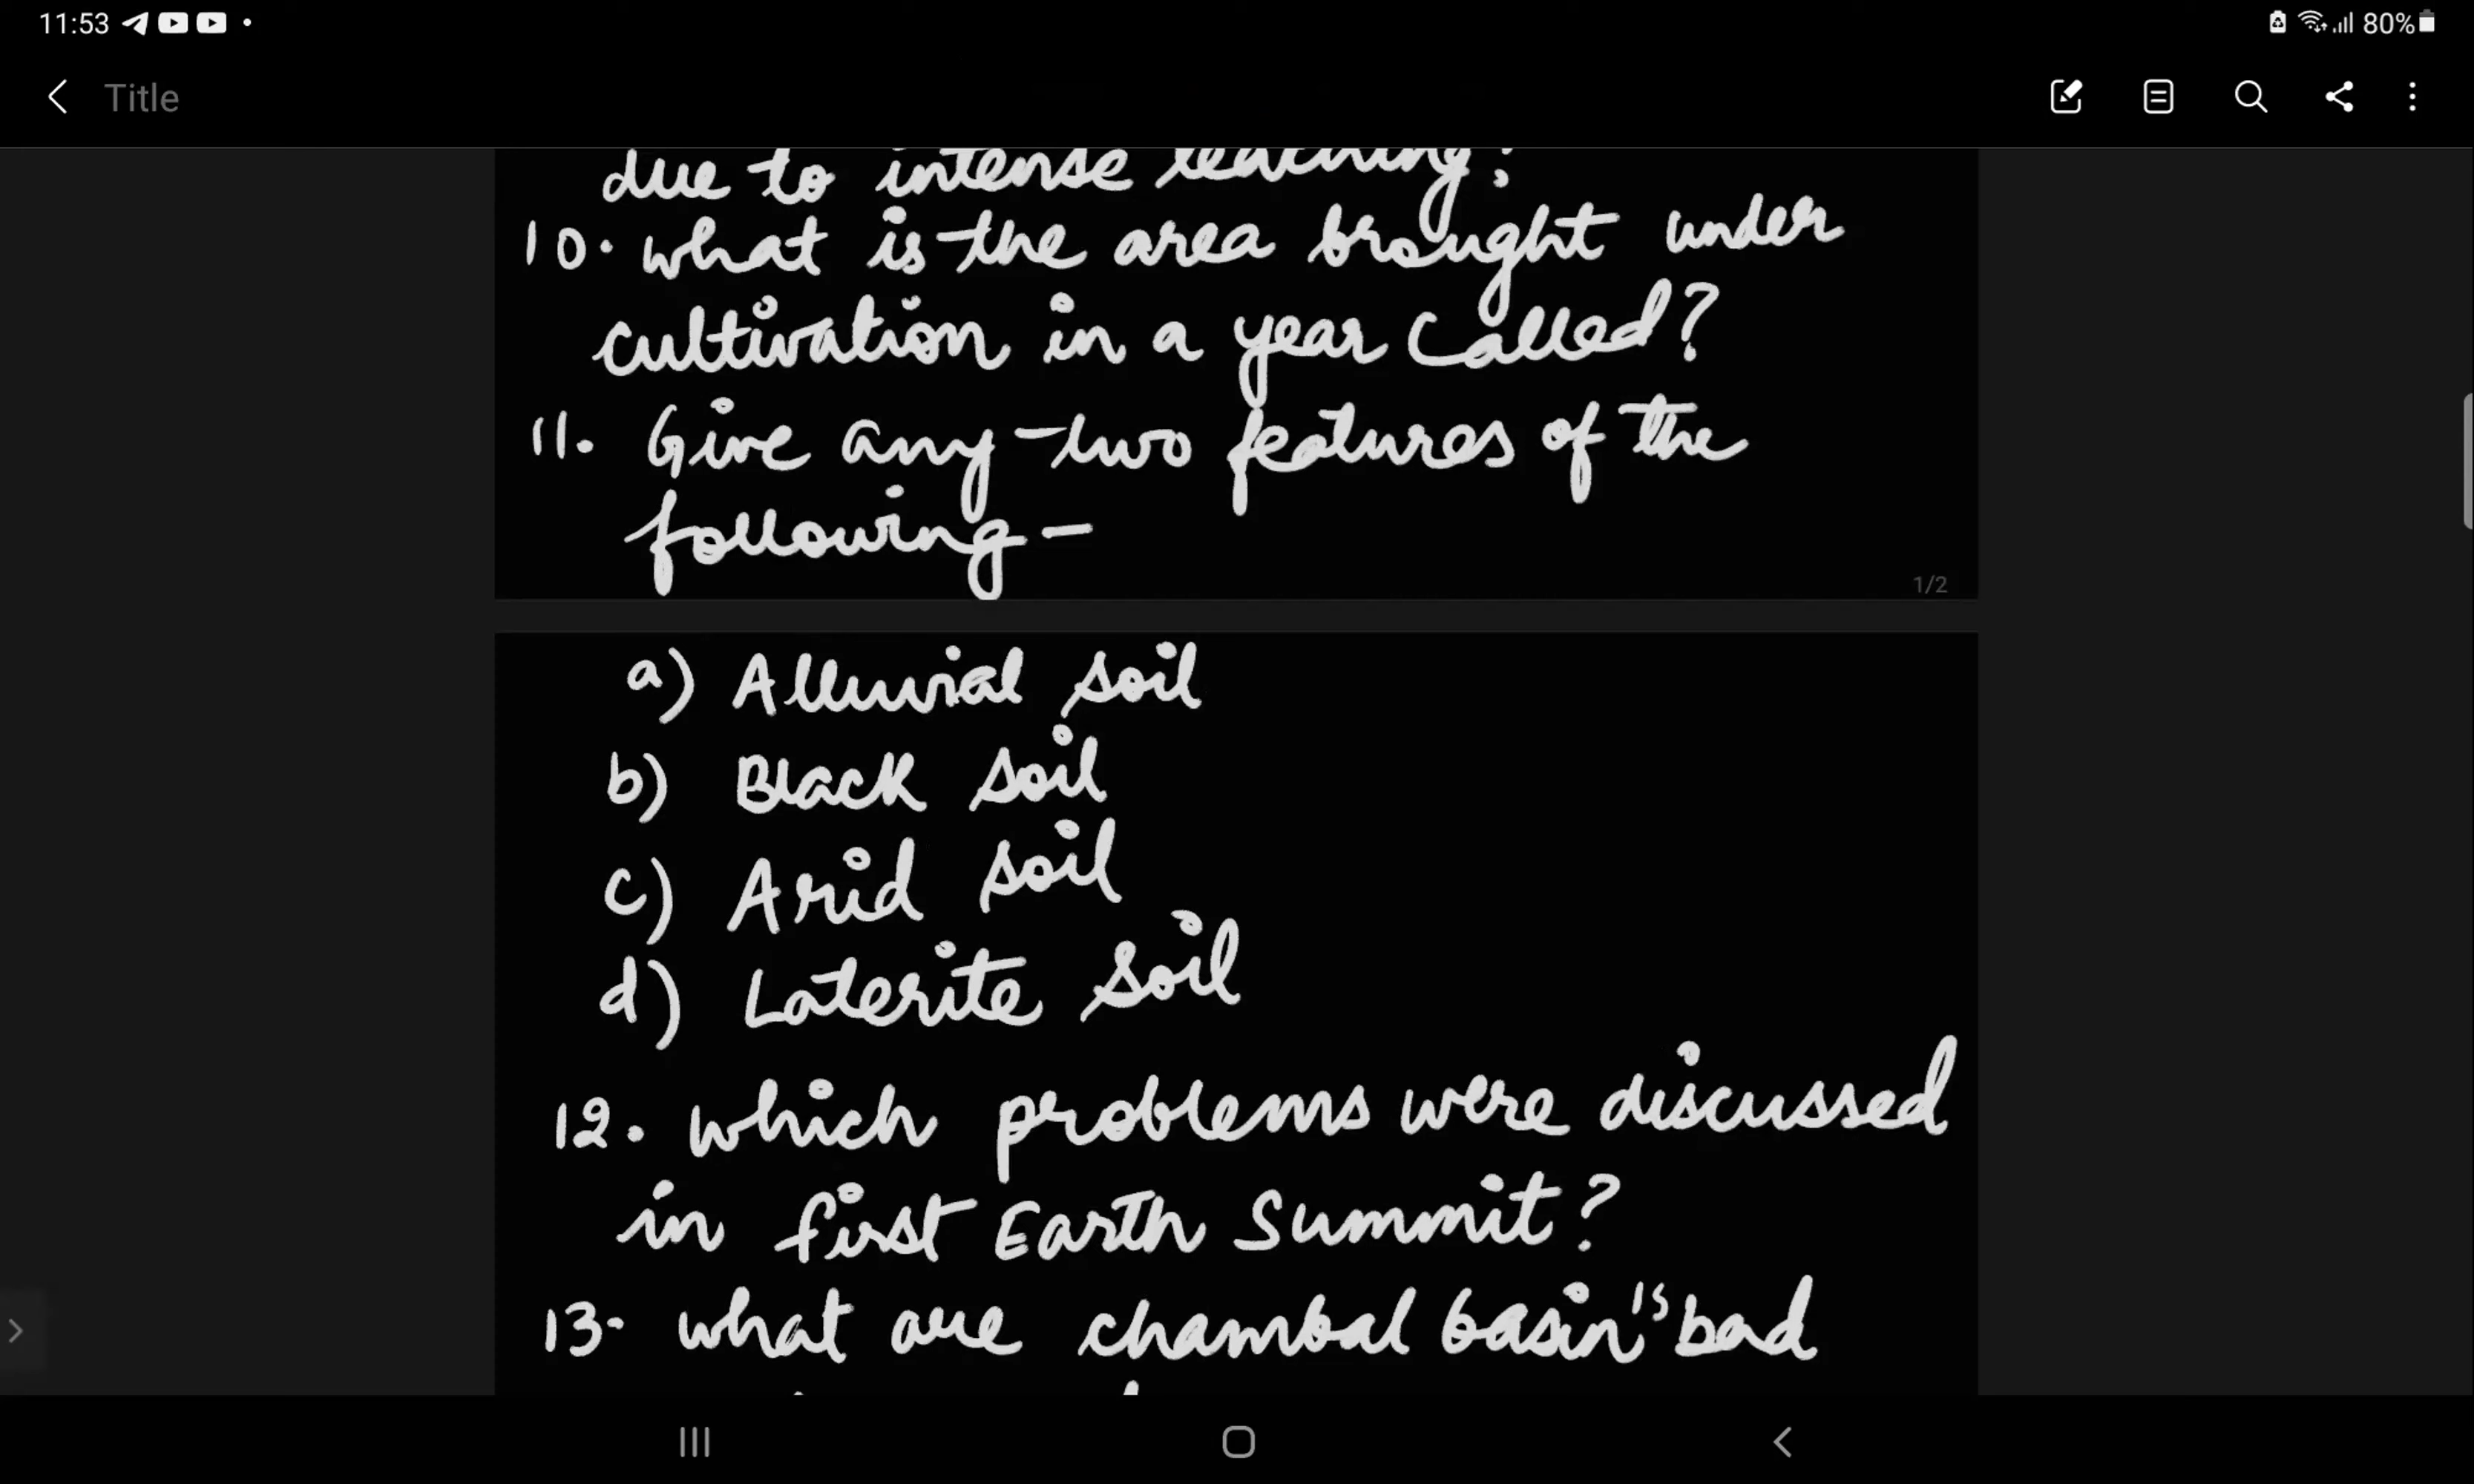 11:53
80%
Title
due to intense leaching?
10. what is the area brought under
cultivation in a year called?
11. Give any two features of the
following -
1/2
a) Alluvial soil
b) Black soil
c) Arid soil
d) Laterite soil
12. which problems were discussed
in first Earth Summit?
13. what are chambal basin's bad